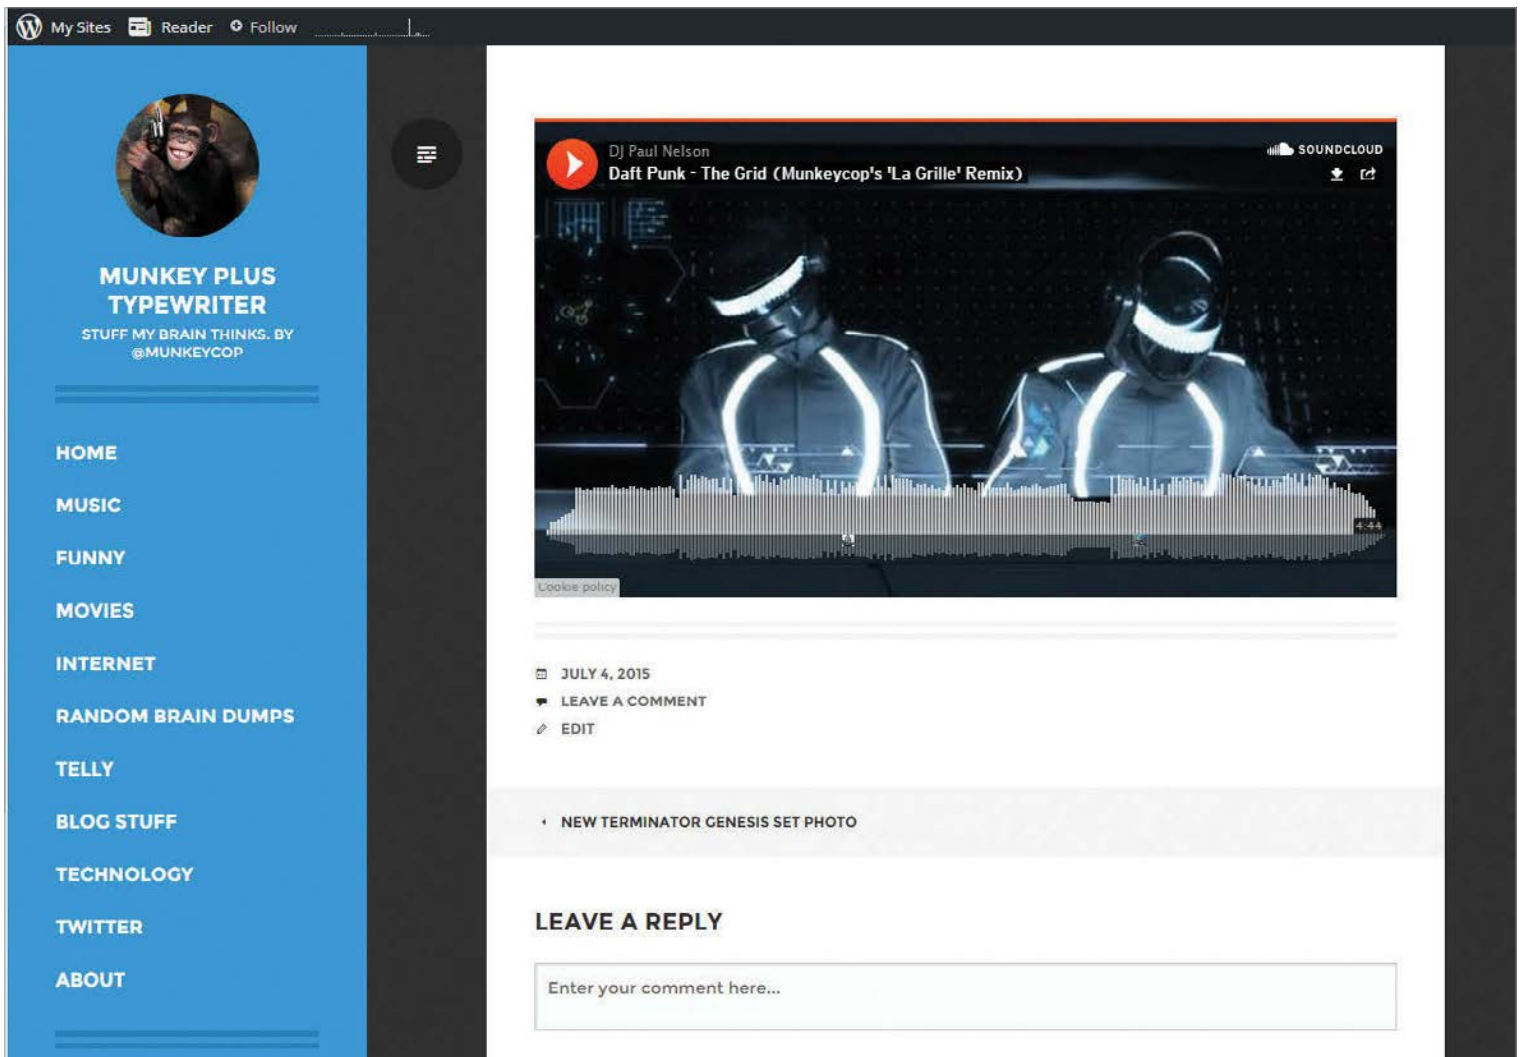 My Sites Reader Follow
MUNKEY PLUS
TYPEWRITER
STUFF MY BRAIN THINKS. BY
@MUNKEYCOP
HOME
MUSIC
FUNNY
MOVIES
INTERNET
RANDOM BRAIN DUMPS
TELLY
BLOG STUFF
TECHNOLOGY
TWITTER
ABOUT
DJ Paul Nelson
Daft Punk - The Grid (Munkeycop's 'La Grille' Remix)
SOUNDCLOUD
4:44
Cookie policy
JULY 4, 2015
LEAVE A COMMENT
EDIT
NEW TERMINATOR GENESIS SET PHOTO
LEAVE A REPLY
Enter your comment here...